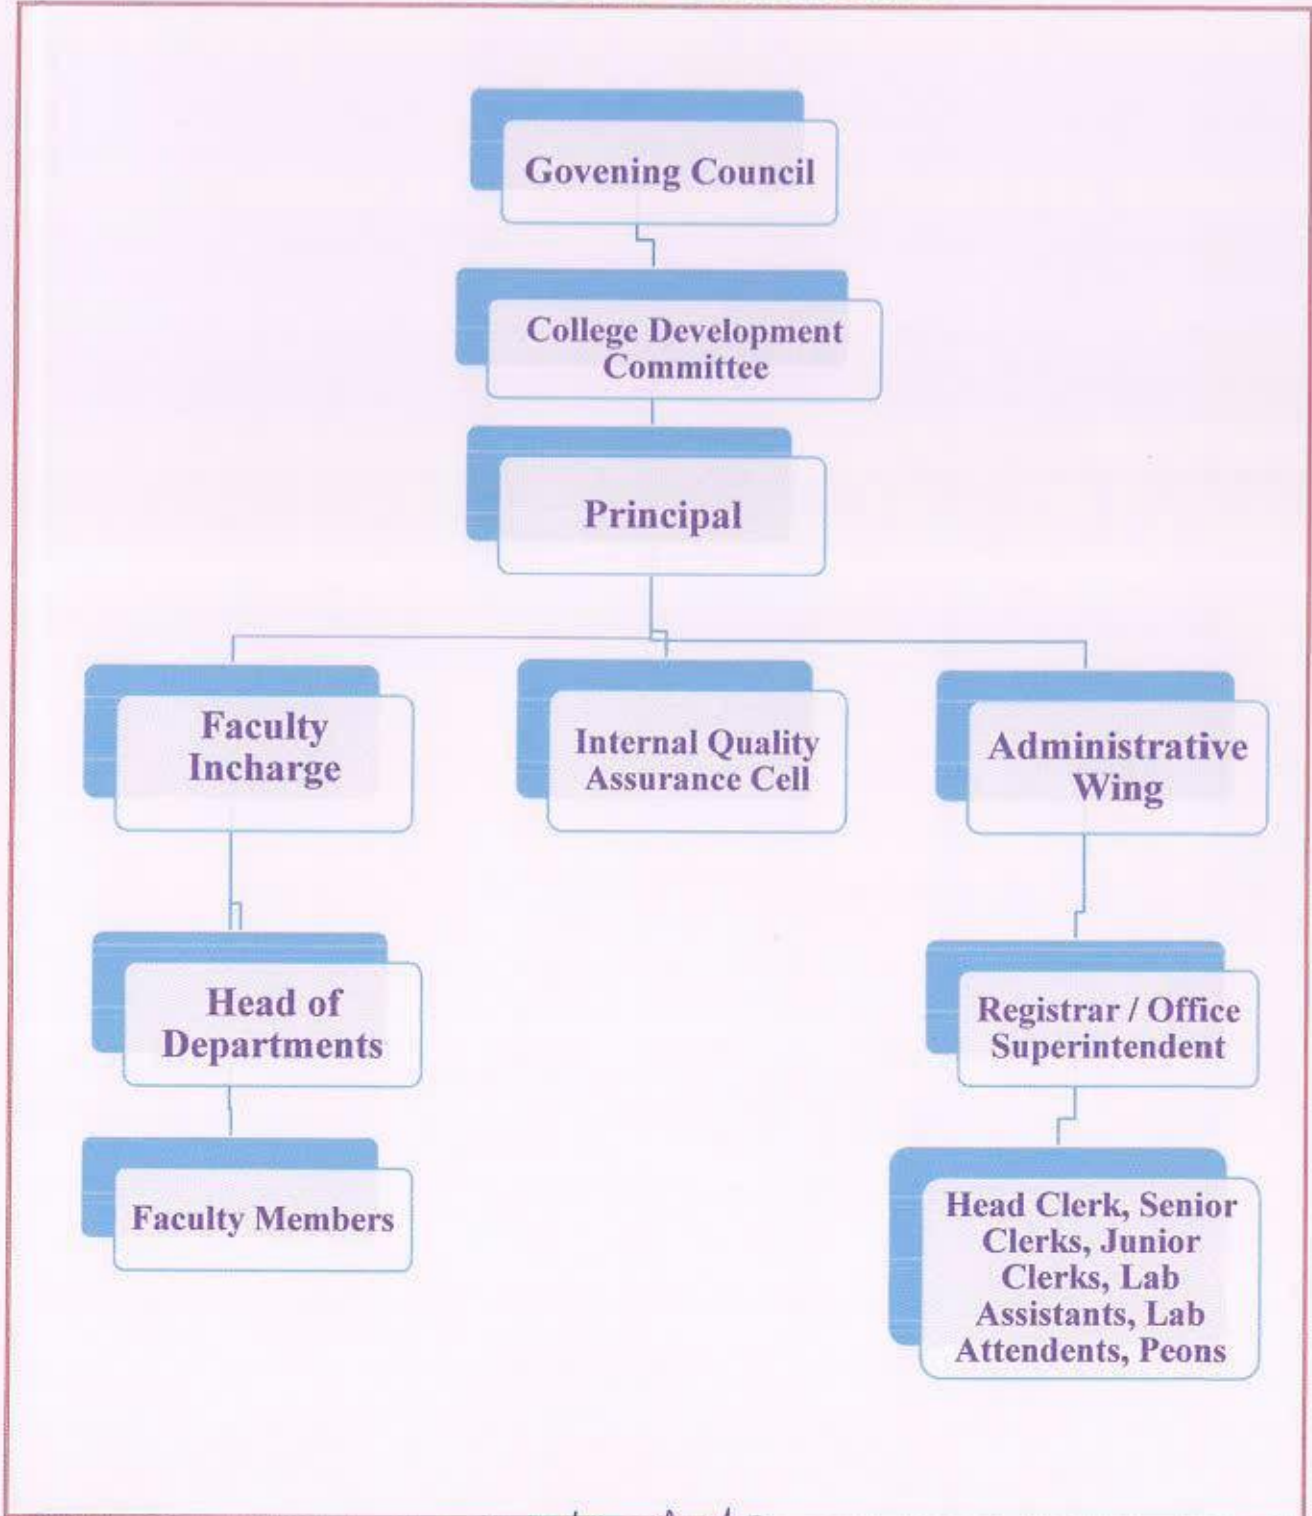 Govening Council
College Development
Committee
Principal
Faculty
Incharge
Internal Quality
Assurance Cell
Administrative
Wing
Head of
Departments
Registrar / Office
Superintendent
Faculty Members
Head Clerk, Senior
Clerks, Junior
Clerks, Lab
Assistants, Lab
Attendents, Peons